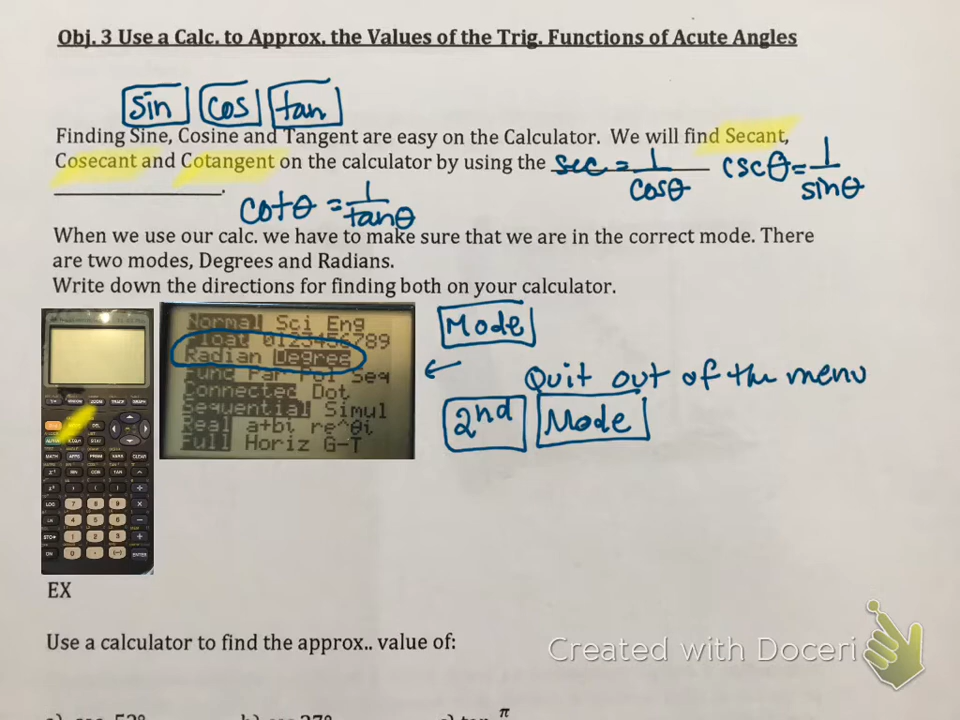 Obj. 3 Use a Calc. to Approx. the Values of the Trig. Functions of Acute Angles
sin cos tan
Finding Sine, Cosine and Tangent are easy on the Calculator. We will find Secant,
Cosecant and Cotangent on the calculator by using the sec = 1/cosθ cscθ = 1/sinθ
cotθ = 1/tanθ
When we use our calc. we have to make sure that we are in the correct mode. There
are two modes, Degrees and Radians.
Write down the directions for finding both on your calculator.
Normal Sci Eng
Float 0123456789
Radian Degree
Func Par Pol Seq
Connected Dot
Sequential Simul
Real a+bi re^θi
Full Horiz G-T
Mode
← Quit out of the menu
2nd Mode
EX
Use a calculator to find the approx.. value of:
Created with Doceri